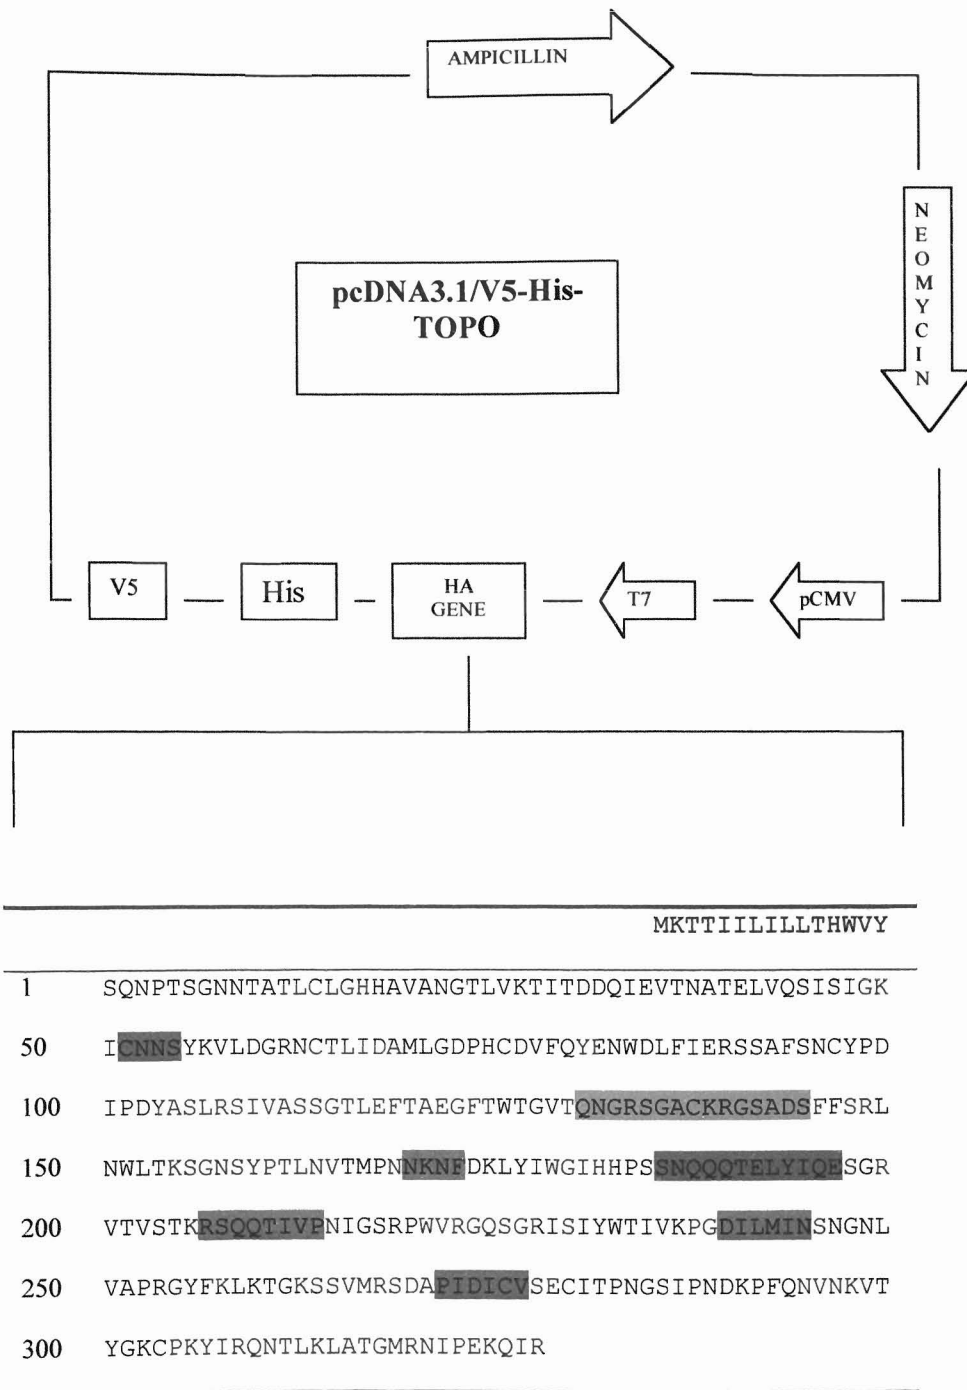 AMPICILLIN
N
E
O
M
Y
C
I
N
pcDNA3.1/V5-His-
TOPO
V5 His HA T7 pCMV
GENE
MKTTIILILLTHWVY
1 SQNPTSGNNTATLCLGHHAVANGTLVKTITDDQIEVTNATELVQSISIGK
50 ICNNSYKVLDGRNCTLIDAMLGDPHCDVFQYENWDLFIERSSAFSNCYPD
100 IPDYASLRSIVASSGTLEFTAEGFTWTGVTQNGRSGACKRGSADSFFSRL
150 NWLTKSGNSYPTLNVTMPNNKNFDKLYIWGIHHPSSNQQQTELYIQESGR
200 VTVSTKRSQQTIVPNIGSRPWVRGQSGRISIYWTIVKPGDILMINSNGNL
250 VAPRGYFKLKTGKSSVMRSDAPIDICVSECITPNGSIPNDKPFQNVNKVT
300 YGKCPKYIRQNTLKLATGMRNIPEKQIR